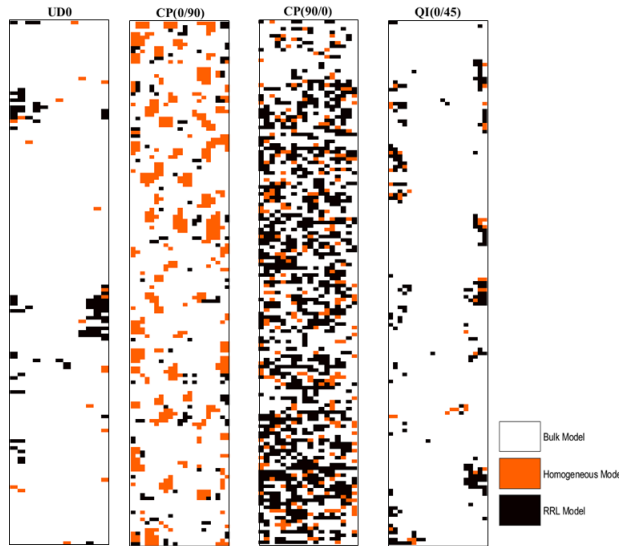 UD0
CP(0/90)
CP(90/0)
QI(0/45)
Bulk Model
Homogeneous Mode
RRL Model